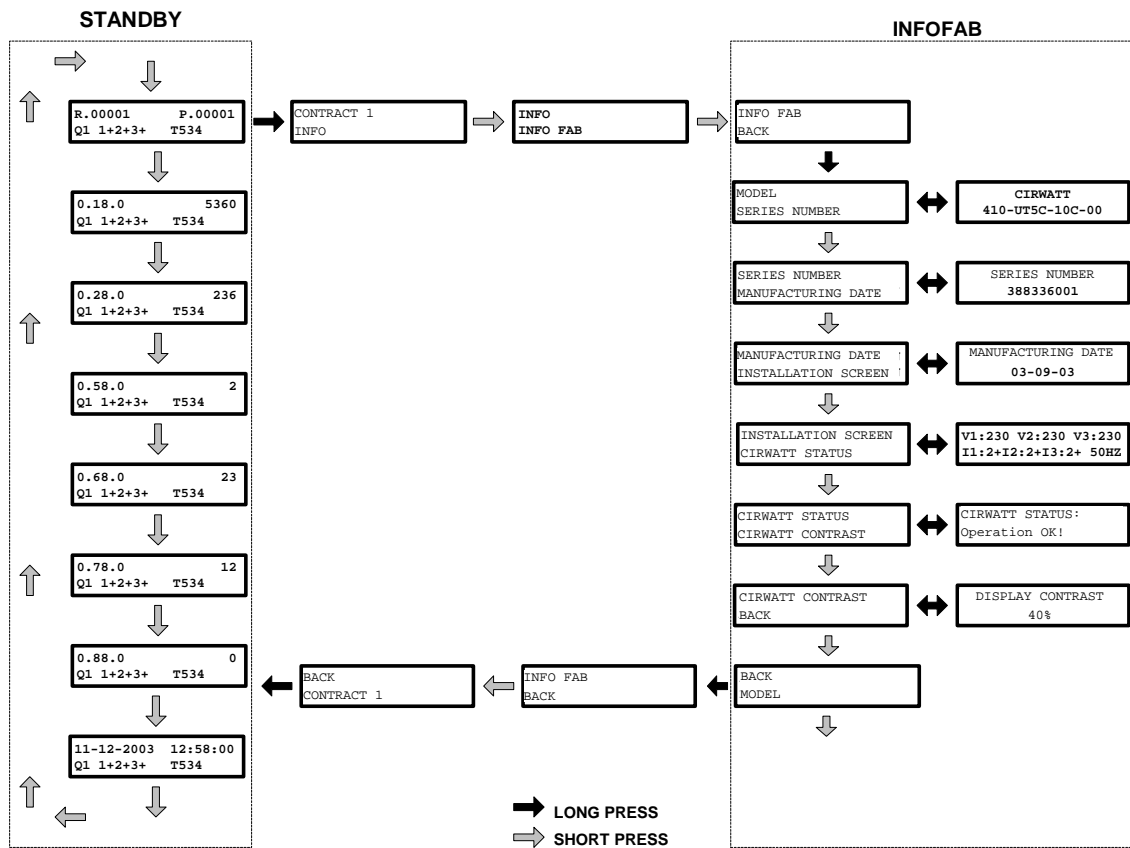 STANDBY
R.00001 P.00001
Q1 1+2+3+ T534
0.18.0 5360
Q1 1+2+3+ T534
0.28.0 236
Q1 1+2+3+ T534
0.58.0 2
Q1 1+2+3+ T534
0.68.0 23
Q1 1+2+3+ T534
0.78.0 12
Q1 1+2+3+ T534
0.88.0 0
Q1 1+2+3+ T534
11-12-2003 12:58:00
Q1 1+2+3+ T534
CONTRACT 1
INFO
INFO
INFO FAB
INFOFAB
INFO FAB
BACK
MODEL
SERIES NUMBER
CIRWATT
410-UT5C-10C-00
SERIES NUMBER
MANUFACTURING DATE
SERIES NUMBER
388336001
MANUFACTURING DATE ↑
INSTALLATION SCREEN ↑
MANUFACTURING DATE
03-09-03
INSTALLATION SCREEN
CIRWATT STATUS
V1:230 V2:230 V3:230
I1:2+I2:2+I3:2+ 50HZ
CIRWATT STATUS
CIRWATT CONTRAST
CIRWATT STATUS:
Operation OK!
CIRWATT CONTRAST
BACK
DISPLAY CONTRAST
40%
BACK
MODEL
INFO FAB
BACK
BACK
CONTRACT 1
LONG PRESS
SHORT PRESS